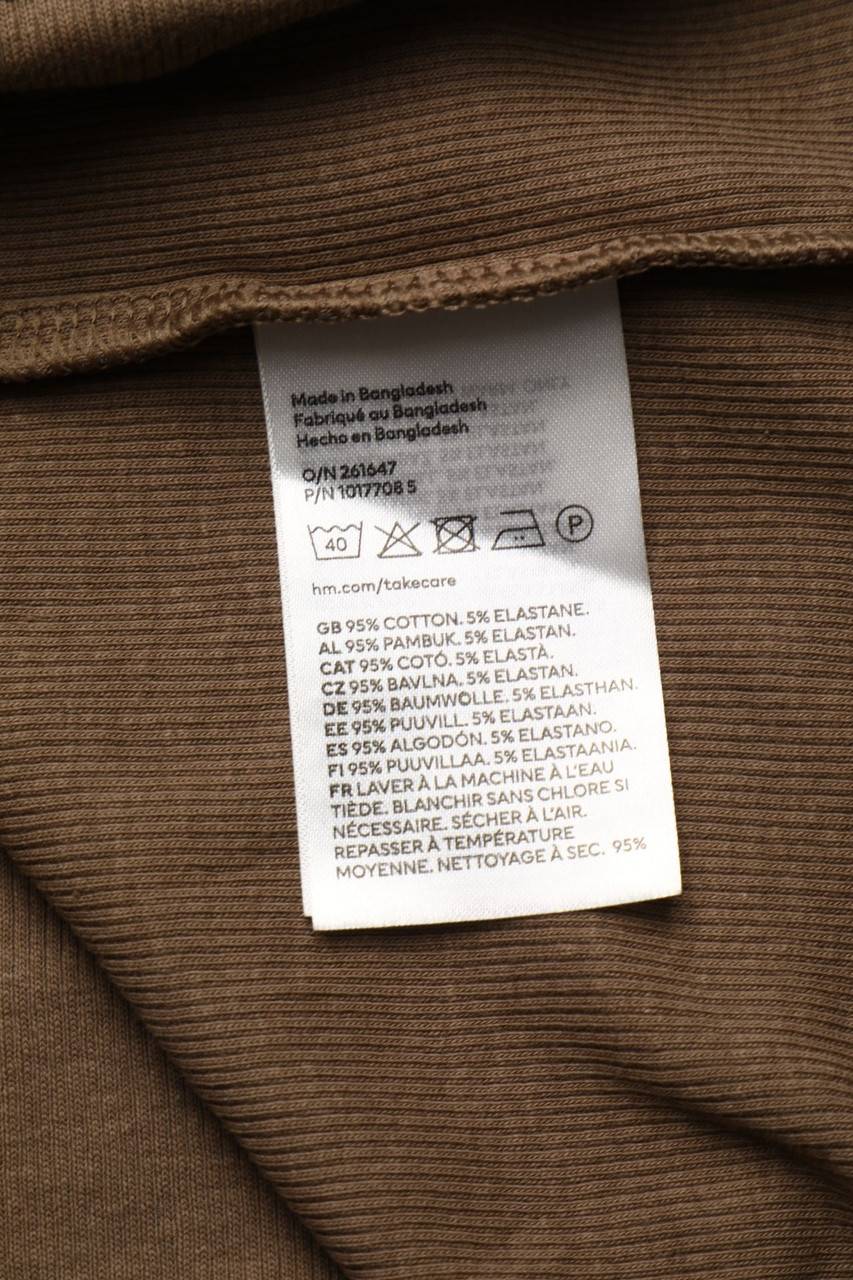 Made in Bangladesh
Fabriqué au Bangladesh
Hecho en Bangladesh
O/N 261647
P/N 1017708 5
40 P
hm.com/takecare
GB 95% COTTON. 5% ELASTANE.
AL 95% PAMBUK. 5% ELASTAN.
CAT 95% COTÓ. 5% ELASTÀ.
CZ 95% BAVLNA. 5% ELASTAN.
DE 95% BAUMWOLLE. 5% ELASTHAN.
EE 95% PUUVILL. 5% ELASTAAN.
ES 95% ALGODÓN. 5% ELASTANO.
FI 95% PUUVILLAA. 5% ELASTAANIA.
FR LAVER À LA MACHINE À L'EAU
TIÈDE. BLANCHIR SANS CHLORE SI
NÉCESSAIRE. SÉCHER À L'AIR.
REPASSER À TEMPÉRATURE
MOYENNE. NETTOYAGE À SEC. 95%